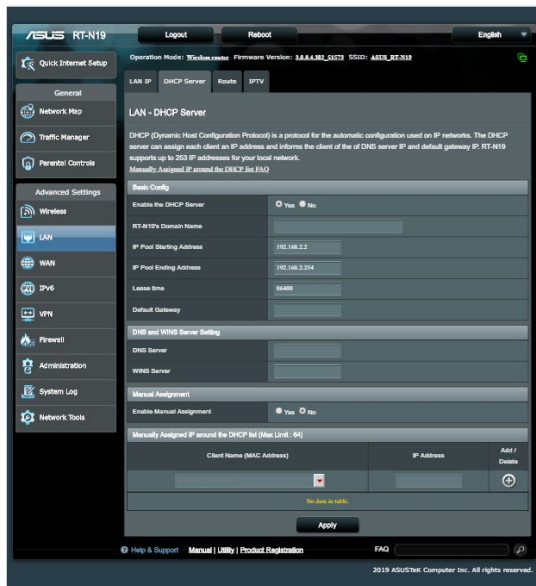 ASUS RT-N19 Logout Reboot English
Quick Internet Setup
General
Network Map
Traffic Manager
Parental Controls
Advanced Settings
Wireless
LAN
WAN
IPv6
VPN
Firewall
Administration
System Log
Network Tools
Operation Mode: Wireless router Firmware Version: 3.0.0.4.382_51573 SSID: ASUS_RT-N19
LAN IP DHCP Server Route IPTV
LAN - DHCP Server
DHCP (Dynamic Host Configuration Protocol) is a protocol for the automatic configuration used on IP networks. The DHCP
server can assign each client an IP address and informs the client of the of DNS server IP and default gateway IP. RT-N19
supports up to 253 IP addresses for your local network.
Manually Assigned IP around the DHCP list FAQ
Basic Config
Enable the DHCP Server Yes No
RT-N19's Domain Name
IP Pool Starting Address 192.168.2.2
IP Pool Ending Address 192.168.2.254
Lease time 86400
Default Gateway
DNS and WINS Server Setting
DNS Server
WINS Server
Manual Assignment
Enable Manual Assignment Yes No
Manually Assigned IP around the DHCP list (Max Limit : 64)
Client Name (MAC Address) IP Address Add / Delete
No data in table.
Apply
Help & Support Manual | Utility | Product Registration FAQ
2019 ASUSTeK Computer Inc. All rights reserved.